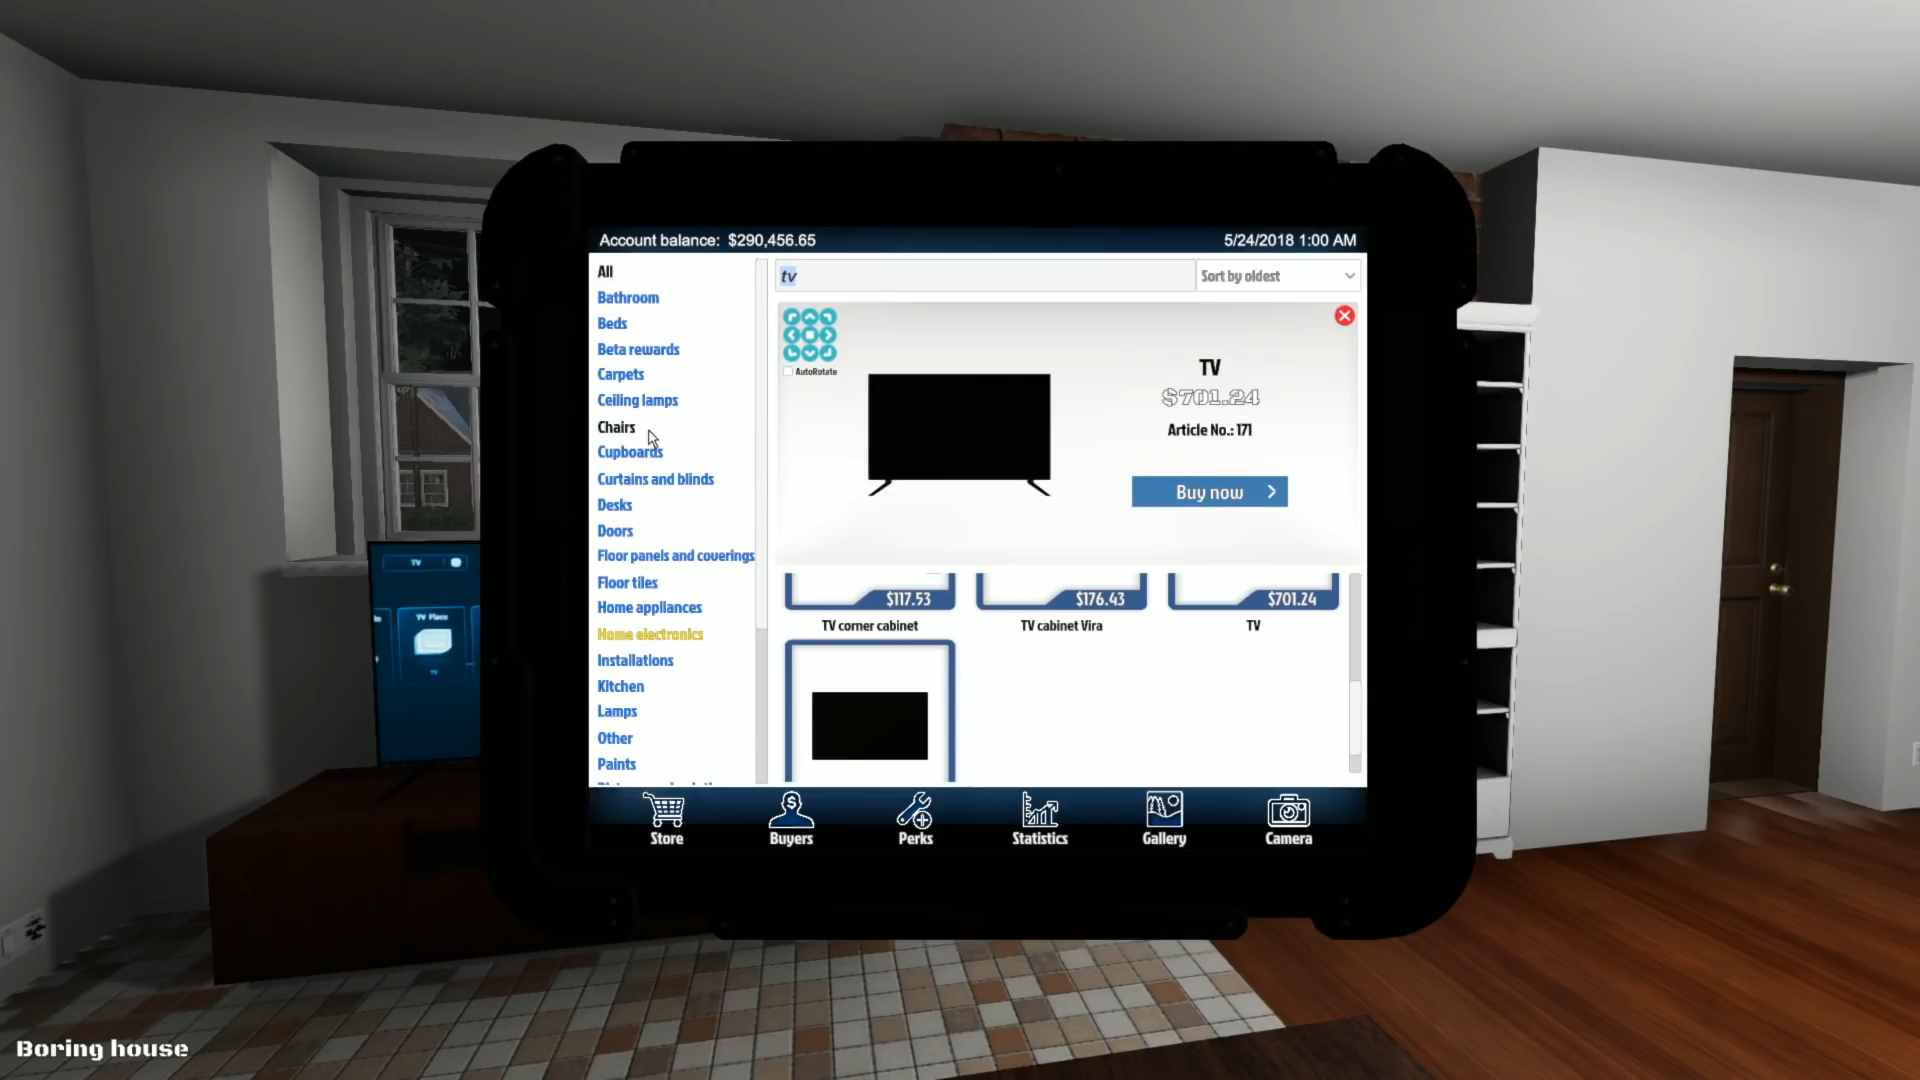 Account balance: $290,456.65
5/24/2018 1:00 AM
All
Bathroom
Beds
Beta rewards
Carpets
Ceiling lamps
Chairs
Cupboards
Curtains and blinds
Desks
Doors
Floor panels and coverings
Floor tiles
Home appliances
Home electronics
Installations
Kitchen
Lamps
Other
Paints
tv
Sort by oldest
AutoRotate
TV
$701.24
Article No.: 171
Buy now
$117.53
$176.43
$701.24
TV corner cabinet
TV cabinet Vira
TV
Store
Buyers
Perks
Statistics
Gallery
Camera
TV
TV Place
TV
Boring house